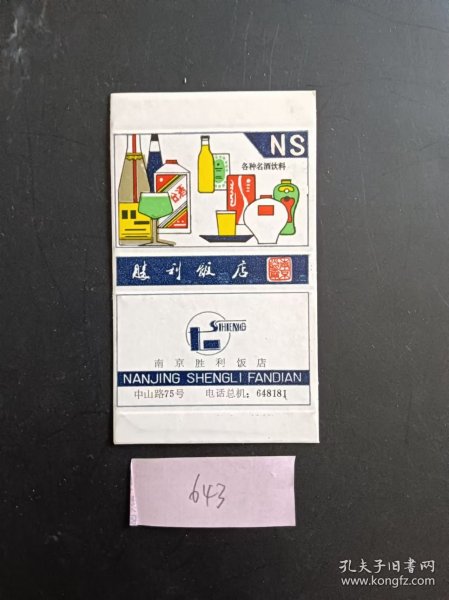 NS
各种名酒饮料
胜利饭店
SHENG
南京胜利饭店
NANJING SHENGLI FANDIAN
中山路75号 电话总机：648181
643
孔夫子旧书网
www.kongfz.com